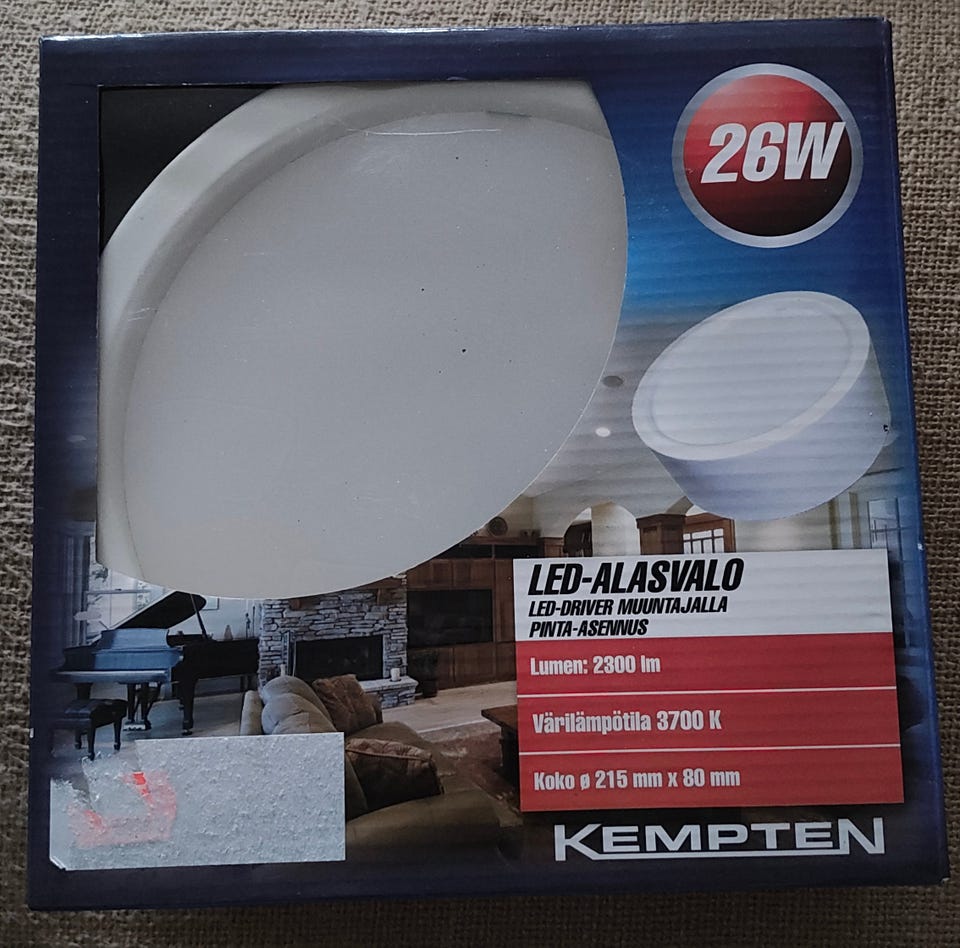 26W
LED-ALASVALO
LED-DRIVER MUUNTAJALLA
PINTA-ASENNUS
Lumen: 2300 lm
Värilämpötila 3700 K
Koko ø 215 mm x 80 mm
KEMPTEN